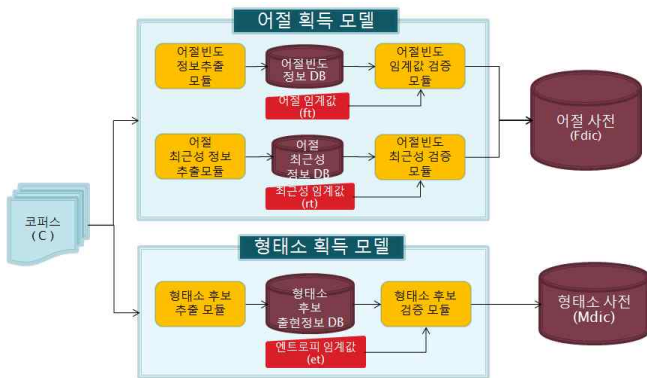 어절 획득 모델
어절빈도
정보추출
모듈
어절빈도
정보 DB
어절빈도
임계값 검증
모듈
어절 임계값
(ft)
어절
최근성 정보
추출모듈
어절
최근성
정보 DB
어절빈도
최근성 검증
모듈
최근성 임계값
(rt)
어절 사전
(Fdic)
코퍼스
( C )
형태소 획득 모델
형태소 후보
추출 모듈
형태소
후보
출현정보 DB
형태소 후보
검증 모듈
엔트로피 임계값
(et)
형태소 사전
(Mdic)